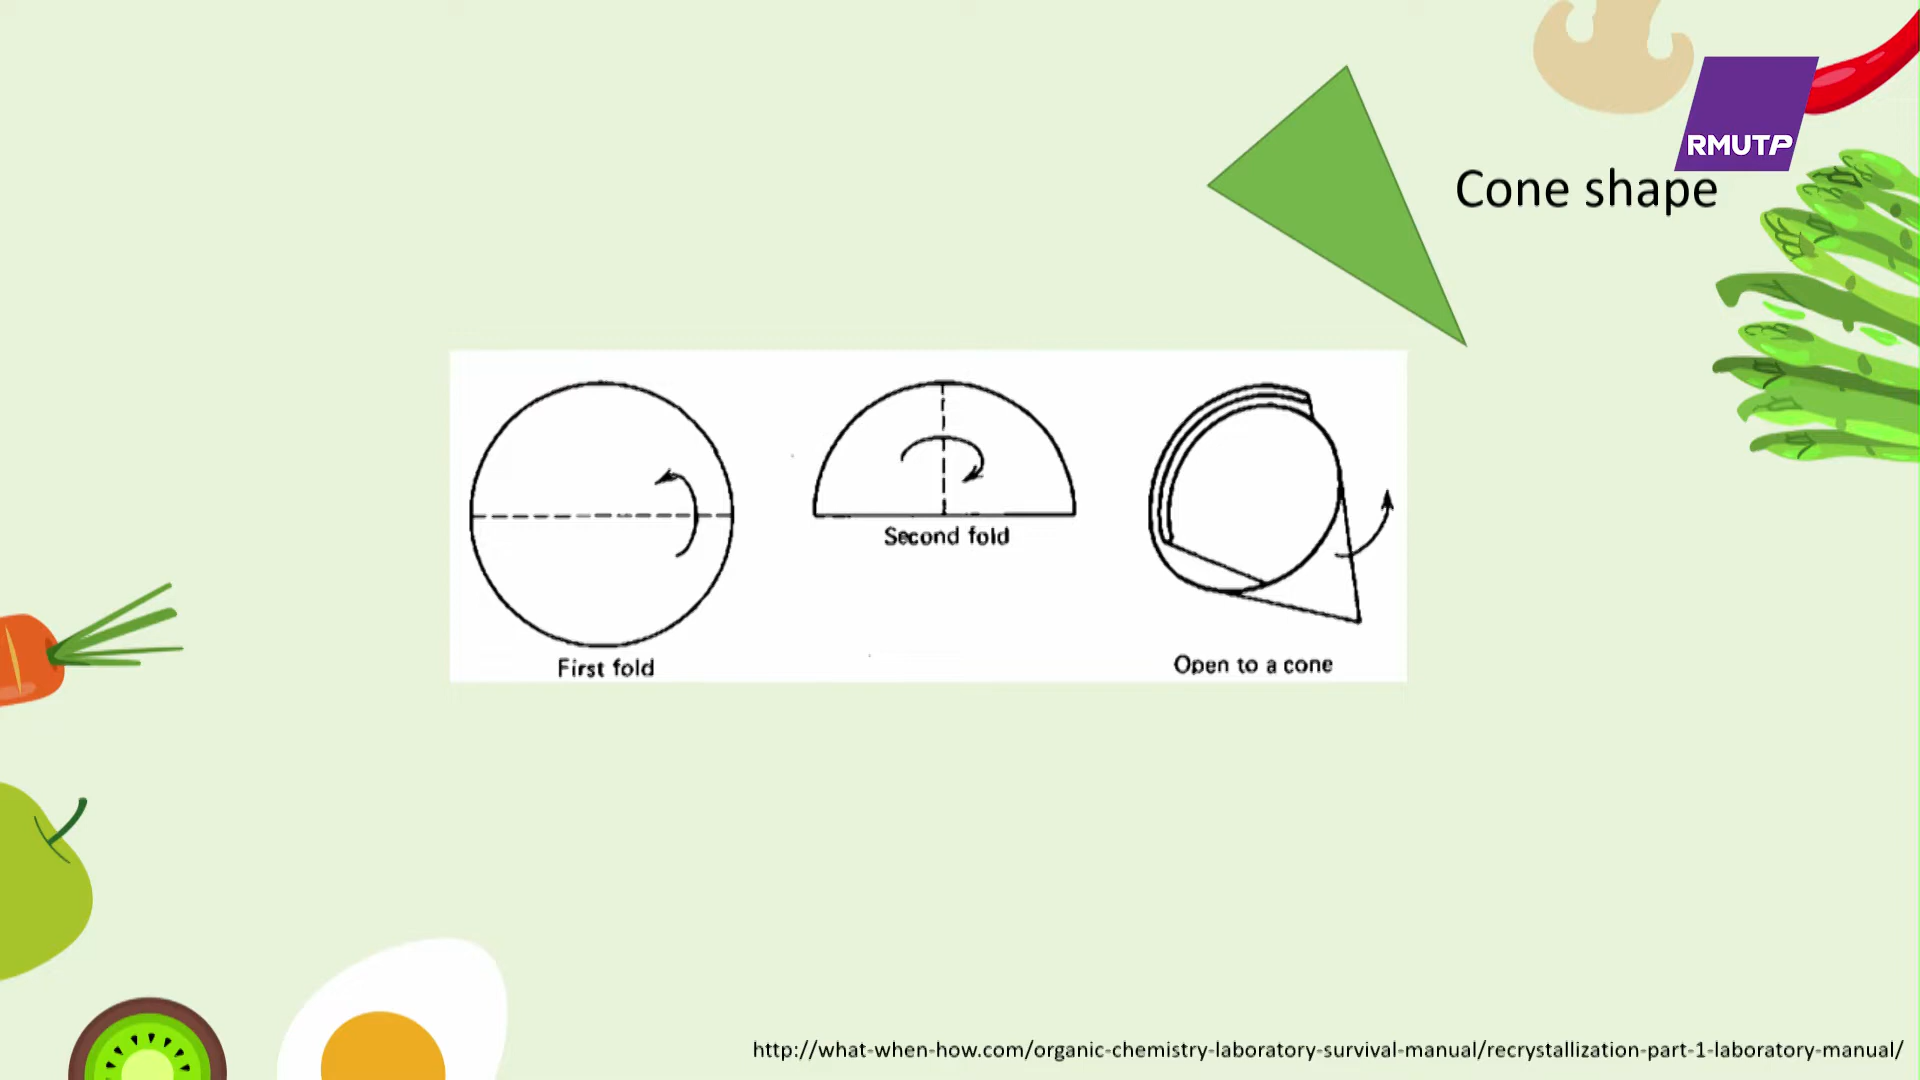 RMUTP
Cone shape
Second fold
First fold
Open to a cone
http://what-when-how.com/organic-chemistry-laboratory-survival-manual/recrystallization-part-1-laboratory-manual/